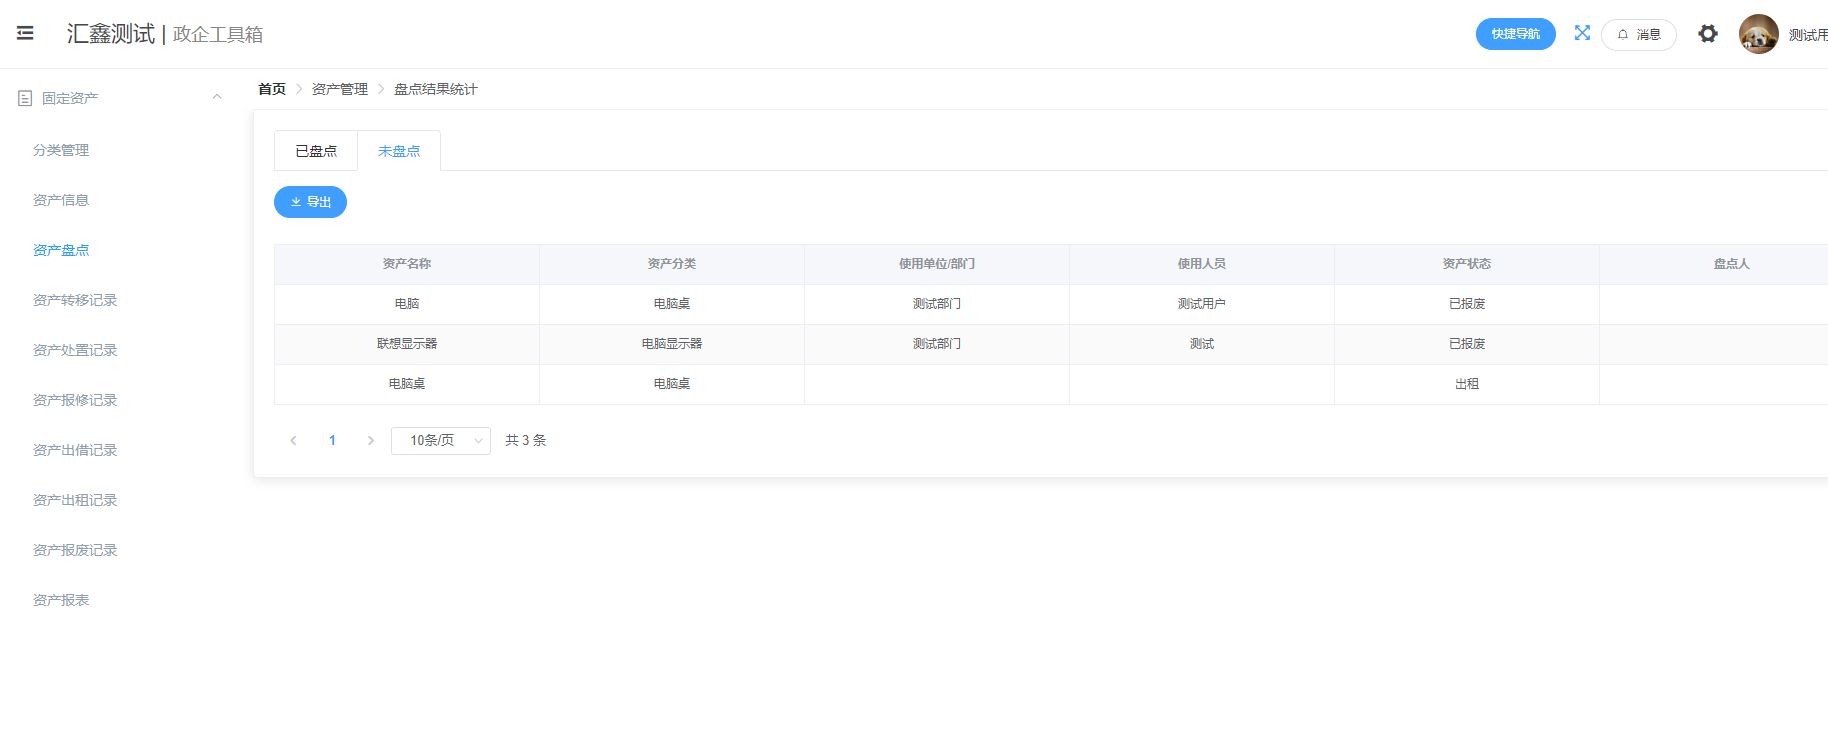 汇鑫测试 | 政企工具箱
快捷导航
消息
测试用
固定资产
分类管理
资产信息
资产盘点
资产转移记录
资产处置记录
资产报修记录
资产出借记录
资产出租记录
资产报废记录
资产报表
首页 > 资产管理 > 盘点结果统计
已盘点 未盘点
导出
资产名称 资产分类 使用单位/部门 使用人员 资产状态 盘点人
电脑 电脑桌 测试部门 测试用户 已报废
联想显示器 电脑显示器 测试部门 测试 已报废
电脑桌 电脑桌 出租
1 10条/页 共 3 条